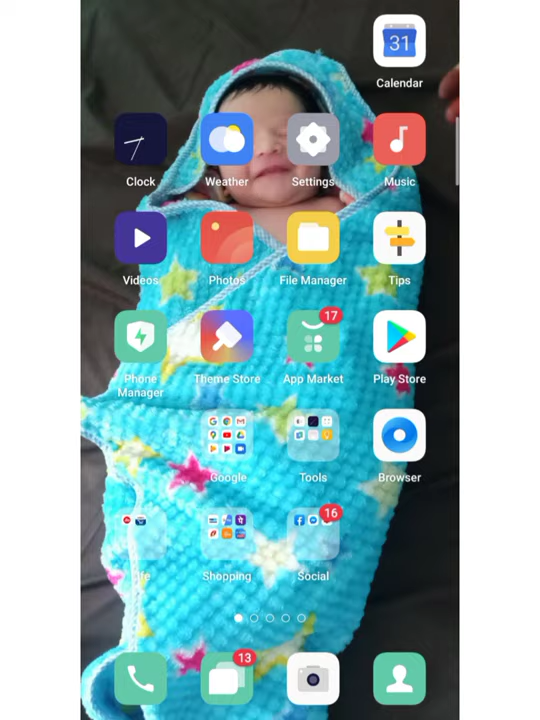 31
Calendar
Clock
Weather
Settings
Music
Videos
Photos
File Manager
Tips
17
Phone
Manager
Theme Store
App Market
Play Store
Google
Tools
Browser
16
Shopping
Social
13